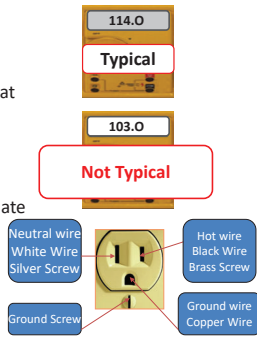 114.O
Typical
at
103.O
Not Typical
ate
Neutral wire
White Wire
Silver Screw
Hot wire
Black Wire
Brass Screw
Ground Screw
Ground wire
Copper Wire